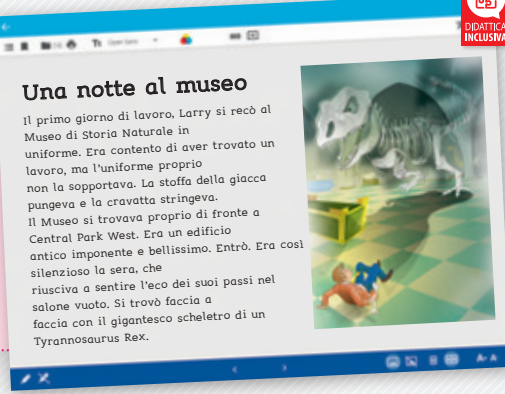 DIDATTICA
INCLUSIVA
Tt Open Sans
Una notte al museo
Il primo giorno di lavoro, Larry si recò al
Museo di Storia Naturale in
uniforme. Era contento di aver trovato un
lavoro, ma l'uniforme proprio
non la sopportava. La stoffa della giacca
pungeva e la cravatta stringeva.
Il Museo si trovava proprio di fronte a
Central Park West. Era un edificio
antico imponente e bellissimo. Entrò. Era così
silenzioso la sera, che
riusciva a sentire l'eco dei suoi passi nel
salone vuoto. Si trovò faccia a
faccia con il gigantesco scheletro di un
Tyrannosaurus Rex.
A+ A-